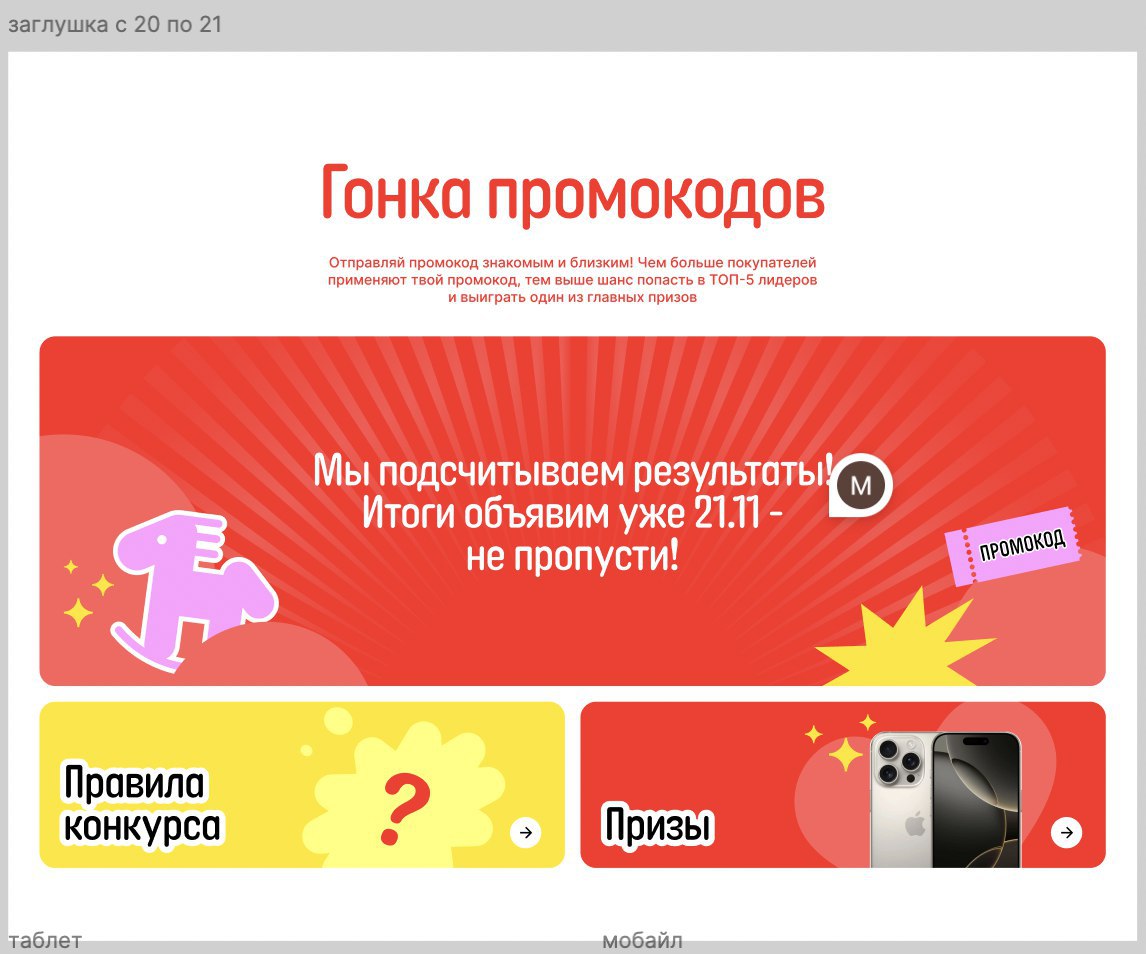 заглушка с 20 по 21
Гонка промокодов
Отправляй промокод знакомым и близким! Чем больше покупателей
применяют твой промокод, тем выше шанс попасть в ТОП-5 лидеров
и выиграть один из главных призов
Мы подсчитываем результаты!
М
Итоги объявим уже 21.11 -
не пропусти!
ПРОМОКОД
Правила
конкурса
?
Призы
таблет
мобайл